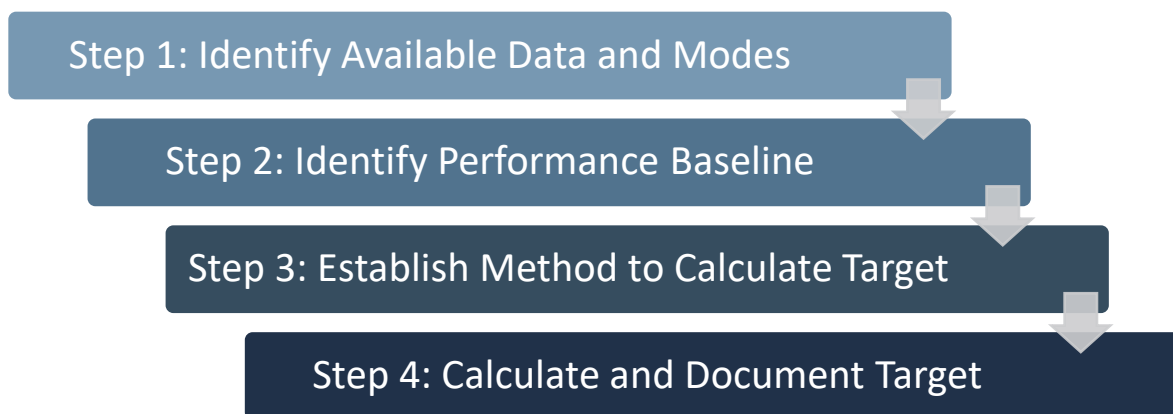 Step 1: Identify Available Data and Modes
Step 2: Identify Performance Baseline
Step 3: Establish Method to Calculate Target
Step 4: Calculate and Document Target